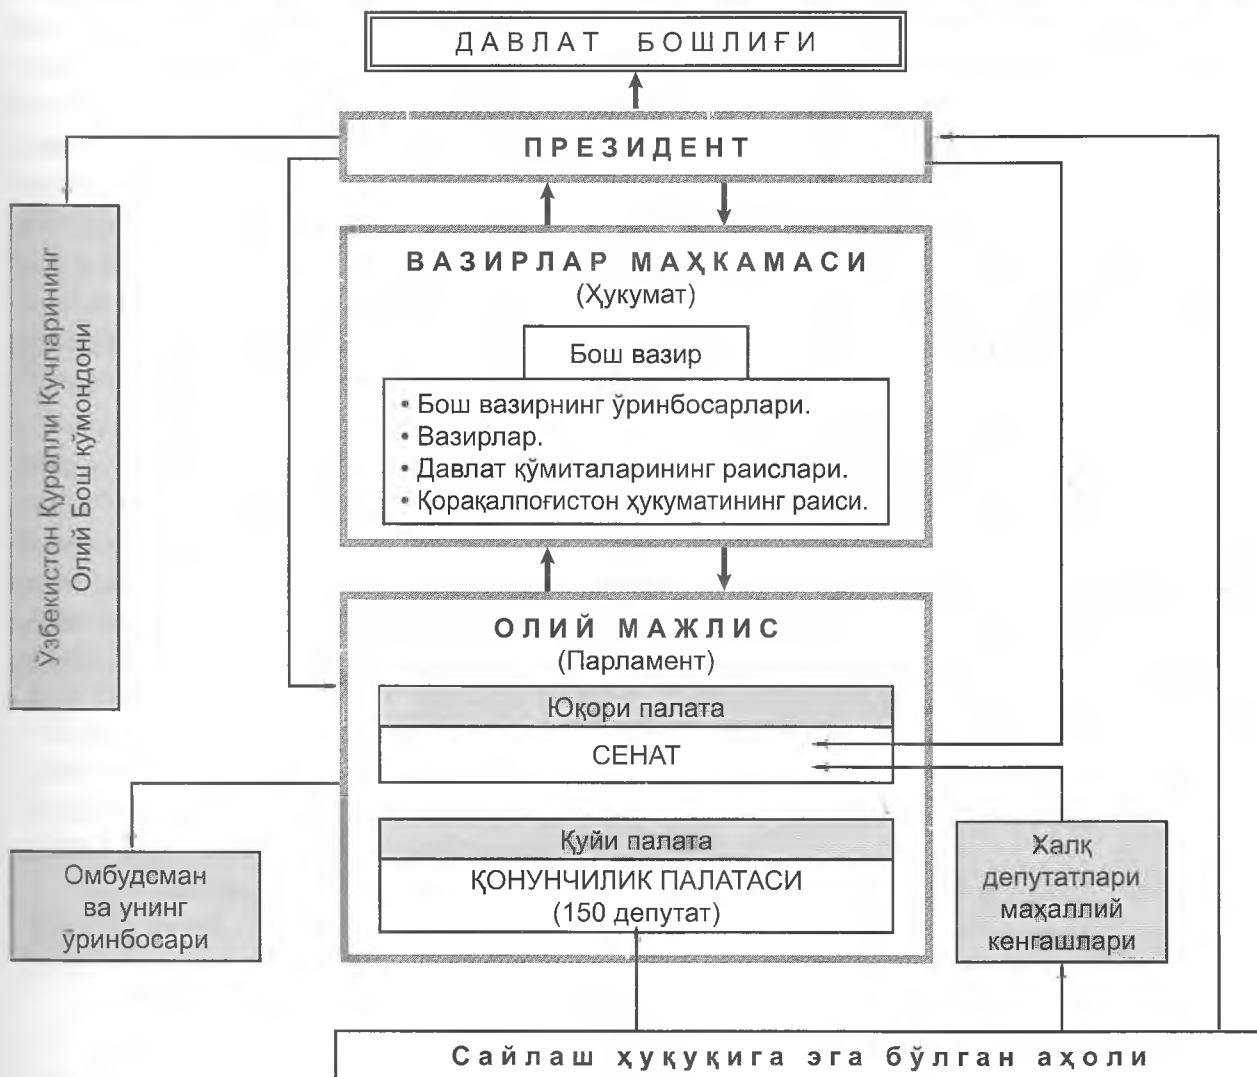 ДАВЛАТ БОШЛИҒИ
ПРЕЗИДЕНТ
Ўзбекистон Қуролли Кучларининг
Олий Бош қўмондони
ВАЗИРЛАР МАҲКАМАСИ
(Ҳукумат)
Бош вазир
• Бош вазирнинг ўринбосарлари.
• Вазирлар.
• Давлат қўмиталарининг раислари.
• Қорақалпоғистон ҳукуматининг раиси.
ОЛИЙ МАЖЛИС
(Парламент)
Юқори палата
СЕНАТ
Қуйи палата
ҚОНУНЧИЛИК ПАЛАТАСИ
(150 депутат)
Омбудсман
ва унинг
ўринбосари
Халқ
депутатлари
маҳаллий
кенгашлари
Сайлаш ҳуқуқига эга бўлган аҳоли